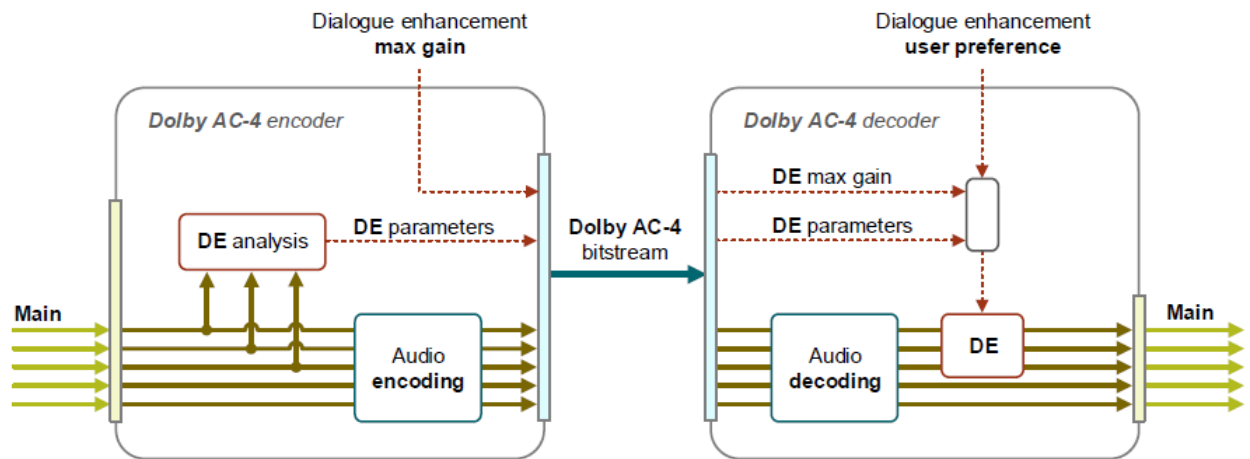 Dialogue enhancement
max gain
Dialogue enhancement
user preference
Dolby AC-4 encoder
Dolby AC-4 decoder
DE max gain
DE analysis
DE parameters
Dolby AC-4
bitstream
DE parameters
Main
Audio
encoding
Audio
decoding
DE
Main